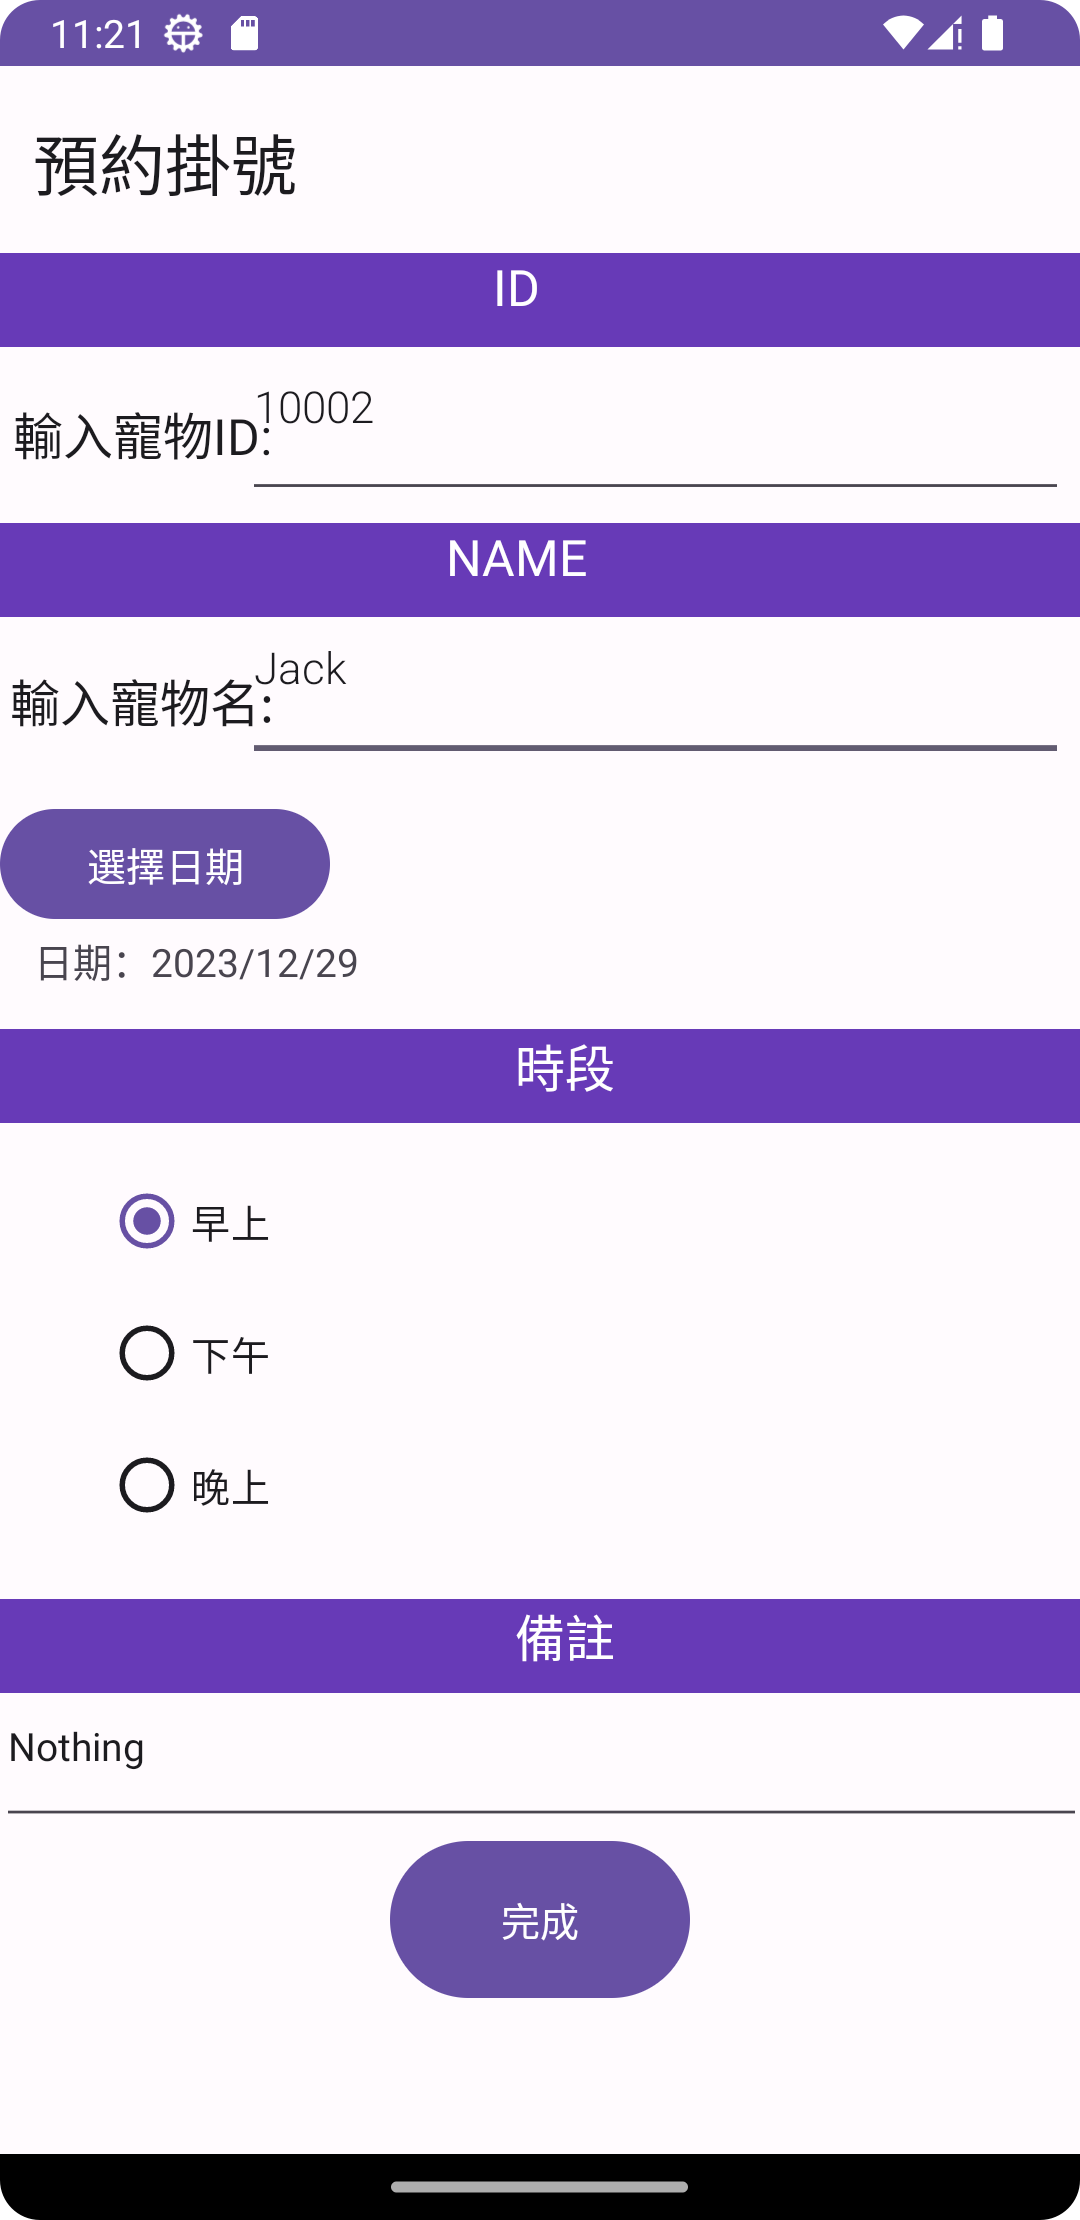 11:21
預約掛號
ID
輸入寵物ID:
10002
NAME
輸入寵物名:
Jack
選擇日期
日期：2023/12/29
時段
早上
下午
晚上
備註
Nothing
完成